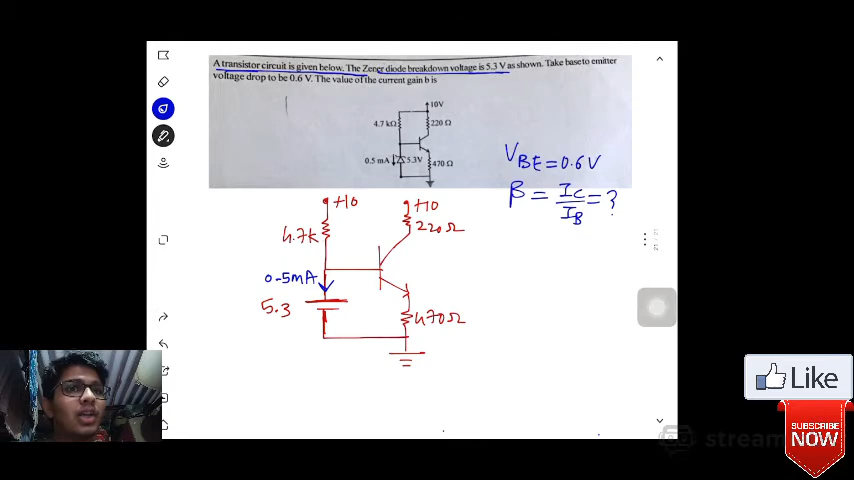 A transistor circuit is given below. The Zener diode breakdown voltage is 5.3 V as shown. Take base to emitter
voltage drop to be 0.6 V. The value of the current gain b is
10V
4.7 kΩ
220 Ω
0.5 mA
5.3V
470 Ω
VBE = 0.6V
β = IC/IB = ?
+10
+10
4.7k
220Ω
0.5mA
5.3
470Ω
21 / 21
Like
SUBSCRIBE
NOW
stream